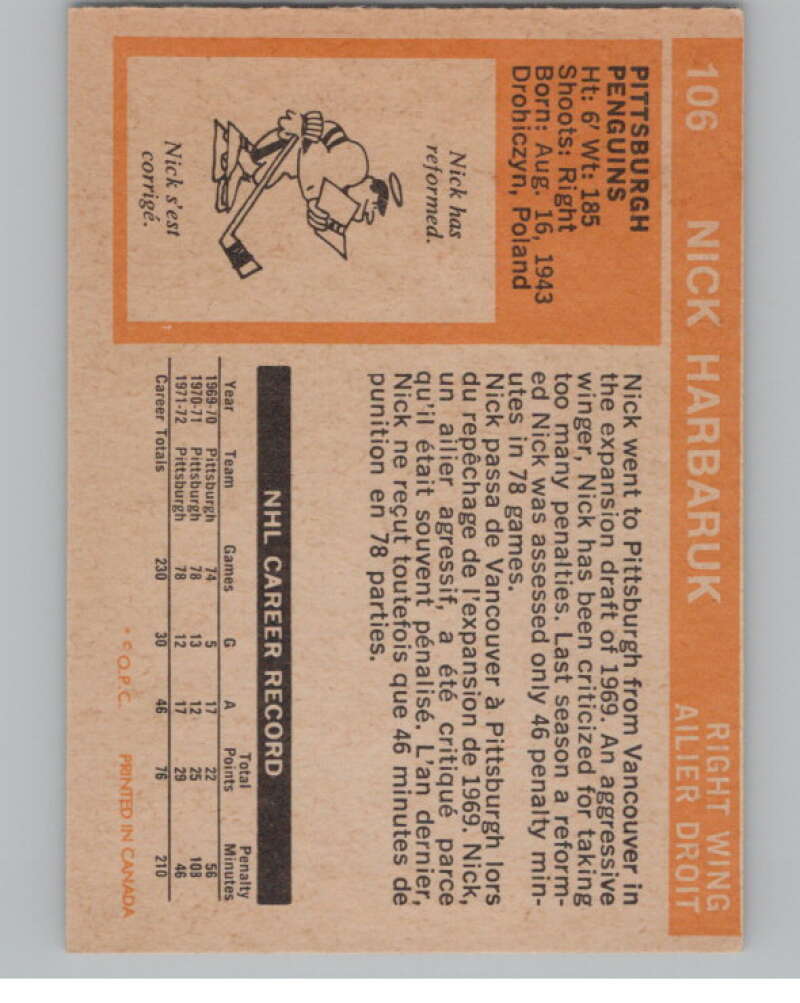 106 NICK HARBARUK RIGHT WING
AILIER DROIT
PITTSBURGH
PENGUINS
Ht: 6' Wt: 185
Shoots: Right
Born: Aug. 16, 1943
Drohiczyn, Poland
Nick has
reformed.
Nick s'est
corrigé.
Nick went to Pittsburgh from Vancouver in
the expansion draft of 1969. An aggressive
winger, Nick has been criticized for taking
too many penalties. Last season a reform-
ed Nick was assessed only 46 penalty min-
utes in 78 games.
Nick passa de Vancouver à Pittsburgh lors
du repêchage de l'expansion de 1969. Nick,
un ailier agressif, a été critiqué parce
qu'il était souvent pénalisé. L'an dernier,
Nick ne reçut toutefois que 46 minutes de
punition en 78 parties.
NHL CAREER RECORD
Year Team Games G A Total Points Penalty Minutes
1969-70 Pittsburgh 74 5 17 22 56
1970-71 Pittsburgh 78 13 12 25 108
1971-72 Pittsburgh 78 12 17 29 46
Career Totals 230 30 46 76 210
* © O.P.C. PRINTED IN CANADA